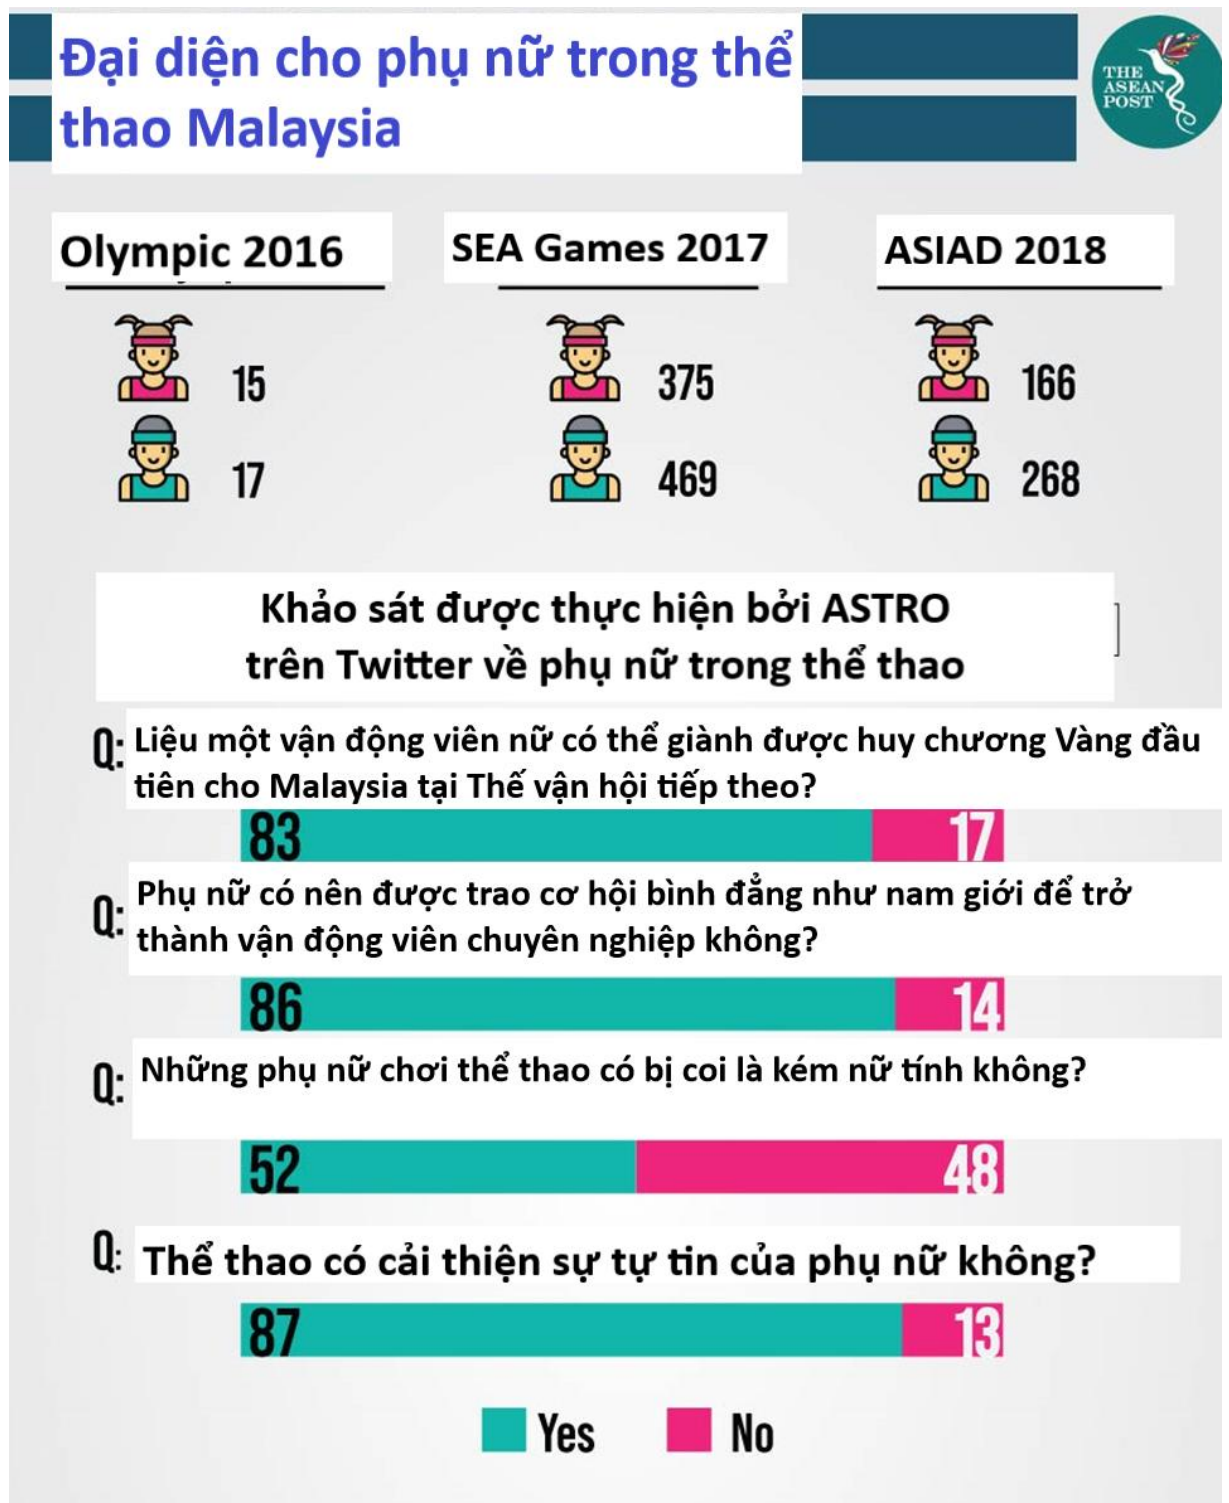 Đại diện cho phụ nữ trong thể
thao Malaysia
THE
ASEAN
POST
Olympic 2016
SEA Games 2017
ASIAD 2018
15
375
166
17
469
268
Khảo sát được thực hiện bởi ASTRO
trên Twitter về phụ nữ trong thể thao
Q: Liệu một vận động viên nữ có thể giành được huy chương Vàng đầu
tiên cho Malaysia tại Thế vận hội tiếp theo?
83 17
Q: Phụ nữ có nên được trao cơ hội bình đẳng như nam giới để trở
thành vận động viên chuyên nghiệp không?
86 14
Q: Những phụ nữ chơi thể thao có bị coi là kém nữ tính không?
52 48
Q: Thể thao có cải thiện sự tự tin của phụ nữ không?
87 13
Yes No